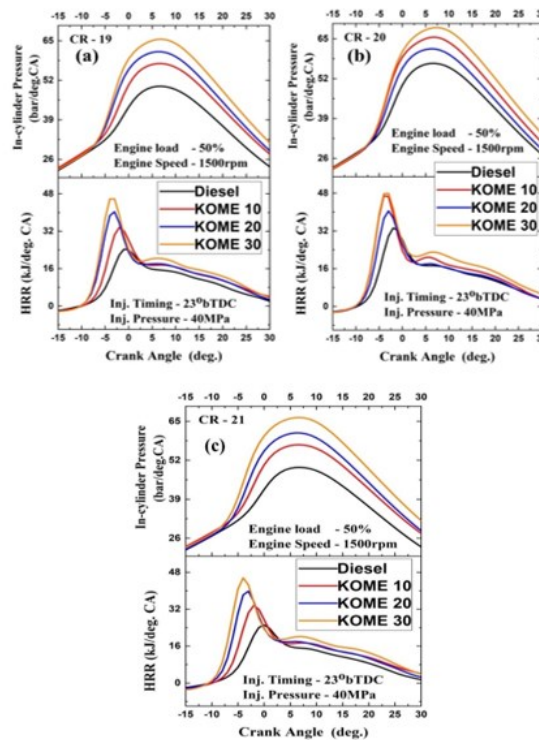 -15 -10 -5 0 5 10 15 20 25 30
CR - 19
(a)
65
52
39
26
In-cylinder Pressure
(bar/deg.CA)
Engine load - 50%
Engine Speed - 1500rpm
Diesel
KOME 10
KOME 20
KOME 30
48
32
16
0
HRR (kJ/deg. CA)
Inj. Timing - 23⁰bTDC
Inj. Pressure - 40MPa
-15 -10 -5 0 5 10 15 20 25 30
Crank Angle (deg.)
-15 -10 -5 0 5 10 15 20 25 30
CR - 20
(b)
65
52
39
26
In-cylinder Pressure
(bar/deg.CA)
Engine load - 50%
Engine Speed - 1500rpm
Diesel
KOME 10
KOME 20
KOME 30
48
32
16
0
HRR (kJ/deg. CA)
Inj. Timing - 23⁰bTDC
Inj. Pressure - 40MPa
-15 -10 -5 0 5 10 15 20 25 30
Crank Angle (deg.)
-15 -10 -5 0 5 10 15 20 25 30
CR - 21
(c)
65
52
39
26
In-cylinder Pressure
(bar/deg.CA)
Engine load - 50%
Engine Speed - 1500rpm
Diesel
KOME 10
KOME 20
KOME 30
48
32
16
0
HRR (kJ/deg. CA)
Inj. Timing - 23⁰bTDC
Inj. Pressure - 40MPa
-15 -10 -5 0 5 10 15 20 25 30
Crank Angle (deg.)